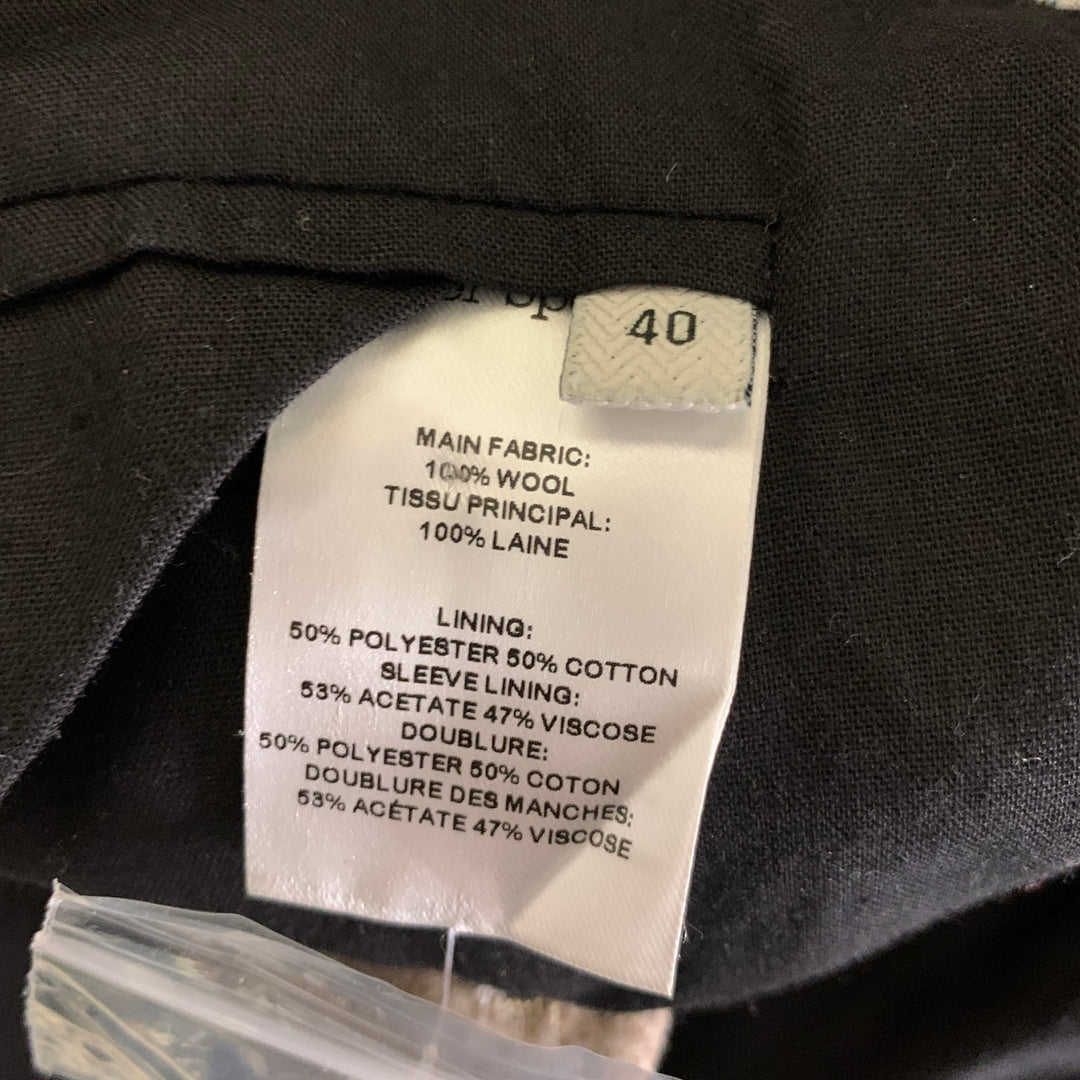 40
MAIN FABRIC:
100% WOOL
TISSU PRINCIPAL:
100% LAINE
LINING:
50% POLYESTER 50% COTTON
SLEEVE LINING:
53% ACETATE 47% VISCOSE
DOUBLURE:
50% POLYESTER 50% COTON
DOUBLURE DES MANCHES:
53% ACÉTATE 47% VISCOSE